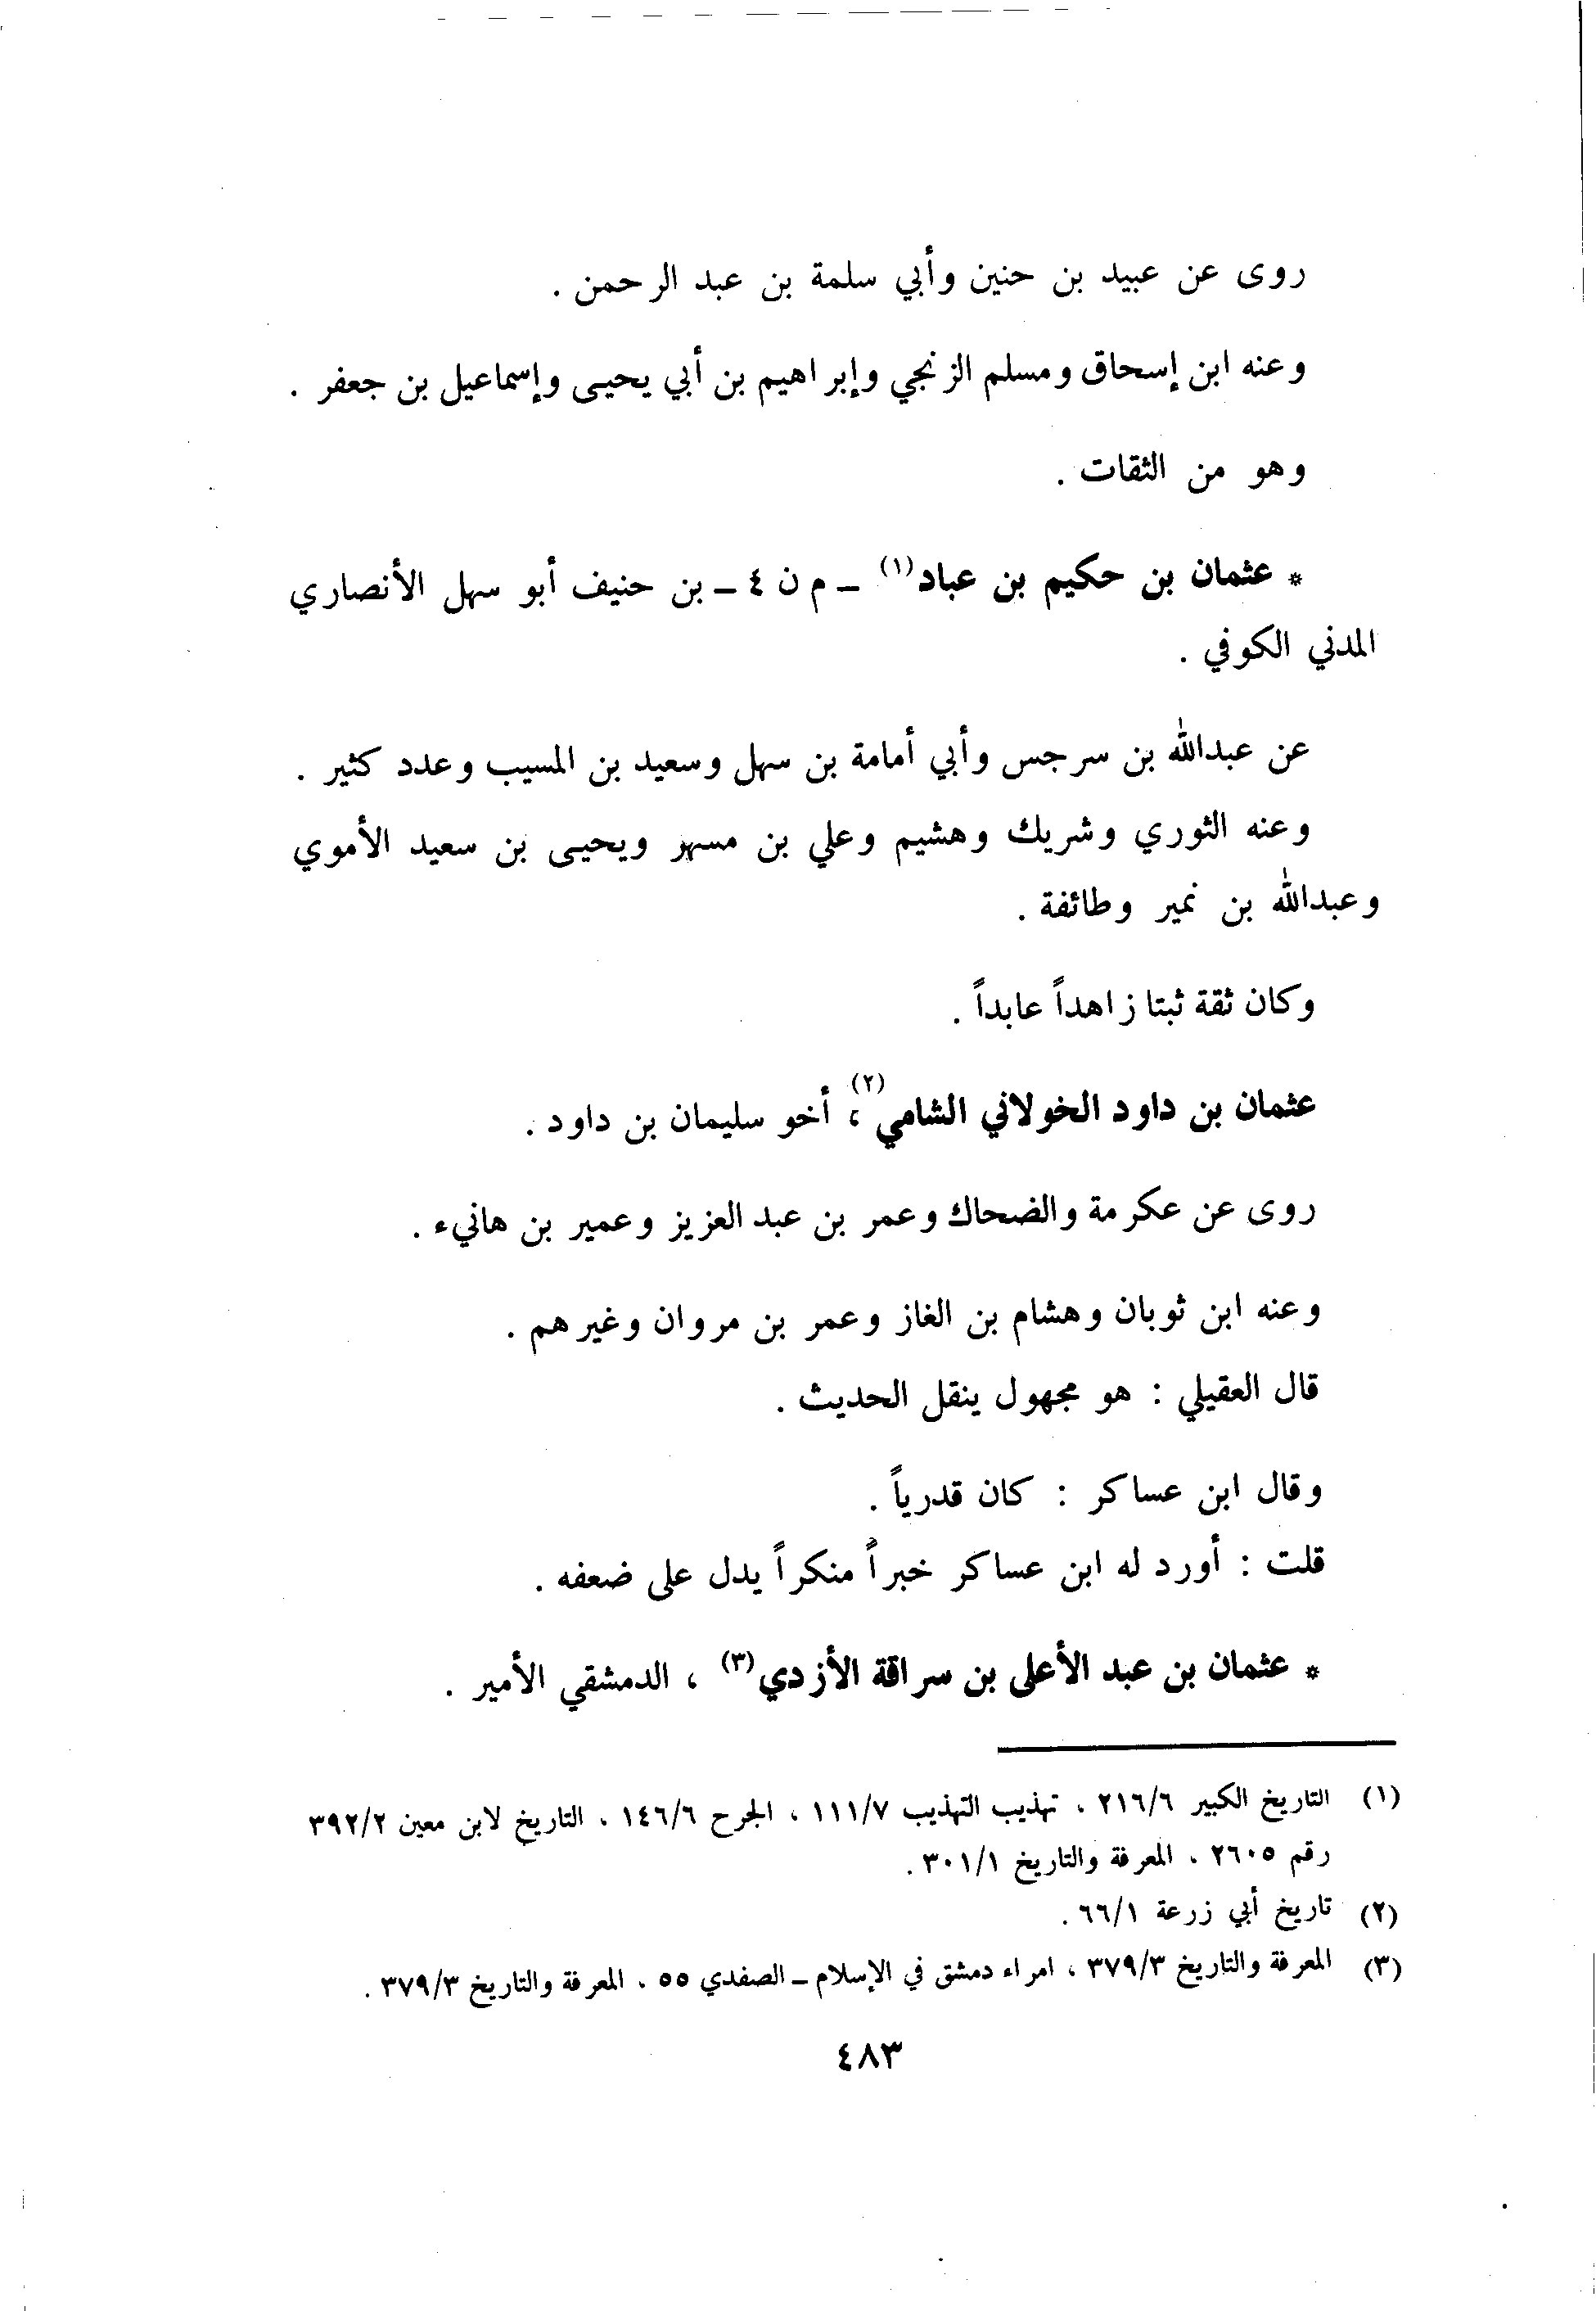 روى عن عبيد بن حنين وأبي سلمة بن عبد الرحمن .
وعنه ابن إسحاق ومسلم الزنجي وإبراهيم بن أبي يحيى وإسماعيل بن جعفر .
وهو من الثقات .
* عثمان بن حكيم بن عباد(١) ـ م ن ٤ ـ بن حنيف أبو سهل الأنصاري
المدني الكوفي .
عن عبدالله بن سرجس وأبي أمامة بن سهل وسعيد بن المسيب وعدد كثير .
وعنه الثوري وشريك وهشيم وعلي بن مسهر ويحيى بن سعيد الأموي
وعبدالله بن نمير وطائفة .
وكان ثقة ثبتا زاهداً عابداً .
عثمان بن داود الخولاني الشامي(٢) ، أخو سليمان بن داود .
روى عن عكرمة والضحاك وعمر بن عبد العزيز وعمير بن هانيء .
وعنه ابن ثوبان وهشام بن الغاز وعمر بن مروان وغيرهم .
قال العقيلي : هو مجهول ينقل الحديث .
وقال ابن عساكر : كان قدرياً .
قلت : أورد له ابن عساكر خبراً منكراً يدل على ضعفه .
* عثمان بن عبد الأعلى بن سراقة الأزدي(٣) ، الدمشقي الأمير .
(١) التاريخ الكبير ٢١٦/٦ ، تهذيب التهذيب ١١١/٧ ، الجرح ١٤٦/٦ ، التاريخ لابن معين ٣٩٢/٢
رقم ٢٦٠٥ ، المعرفة والتاريخ ٣٠١/١ .
(٢) تاريخ أبي زرعة ٦٦/١ .
(٣) المعرفة والتاريخ ٣٧٩/٣ ، امراء دمشق في الإسلام ـ الصفدي ٥٥ ، المعرفة والتاريخ ٣٧٩/٣ .
٤٨٣